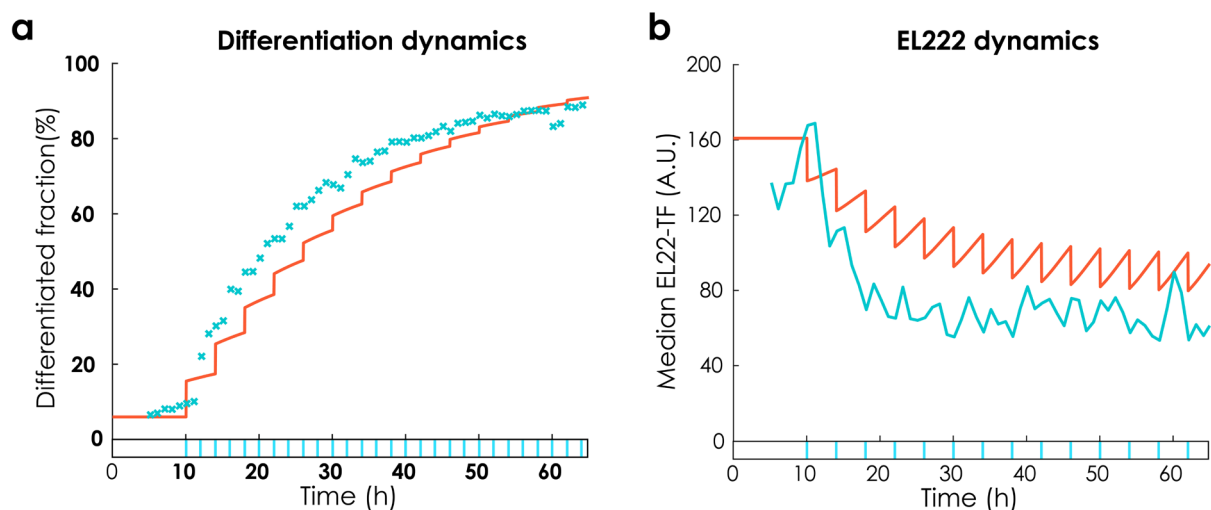 a
Differentiation dynamics
Differentiated fraction(%)
100
80
60
40
20
0
0 10 20 30 40 50 60
Time (h)
b
EL222 dynamics
Median EL22-TF (A.U.)
200
160
120
80
40
0
0 10 20 30 40 50 60
Time (h)